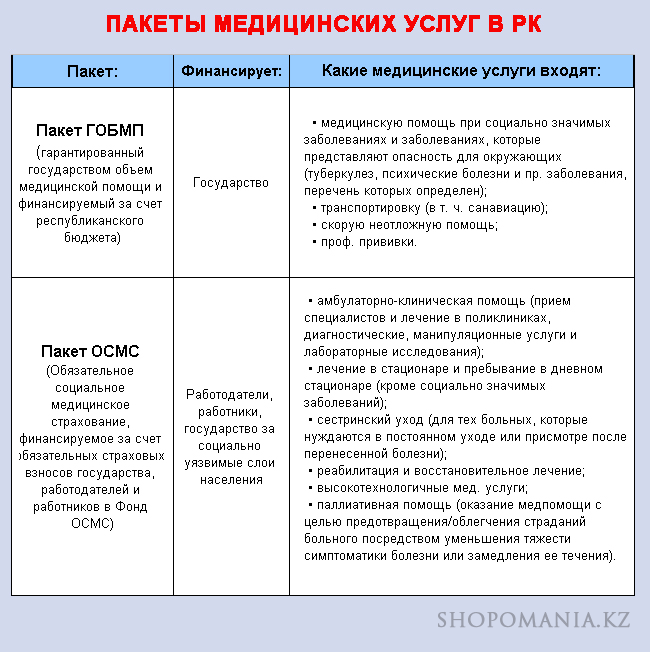 ПАКЕТЫ МЕДИЦИНСКИХ УСЛУГ В РК
Пакет:
Финансирует:
Какие медицинские услуги входят:
Пакет ГОБМП
(гарантированный
государством объем
медицинской помощи и
финансируемый за счет
республиканского
бюджета)
Государство
• медицинскую помощь при социально значимых
заболеваниях и заболеваниях, которые
представляют опасность для окружающих
(туберкулез, психические болезни и пр. заболевания,
перечень которых определен);
• транспортировку (в т. ч. санавиацию);
• скорую неотложную помощь;
• проф. прививки.
Пакет ОСМС
(Обязательное
социальное
медицинское
страхование,
финансируемое за счет
обязательных страховых
взносов государства,
работодателей и
работников в Фонд
ОСМС)
Работодатели,
работники,
государство за
социально
уязвимые слои
населения
• амбулаторно-клиническая помощь (прием
специалистов и лечение в поликлиниках,
диагностические, манипуляционные услуги и
лабораторные исследования);
• лечение в стационаре и пребывание в дневном
стационаре (кроме социально значимых
заболеваний);
• сестринский уход (для тех больных, которые
нуждаются в постоянном уходе или присмотре после
перенесенной болезни);
• реабилитация и восстановительное лечение;
• высокотехнологичные мед. услуги;
• паллиативная помощь (оказание медпомощи с
целью предотвращения/облегчения страданий
больного посредством уменьшения тяжести
симптоматики болезни или замедления ее течения).
SHOPOMANIA.KZ